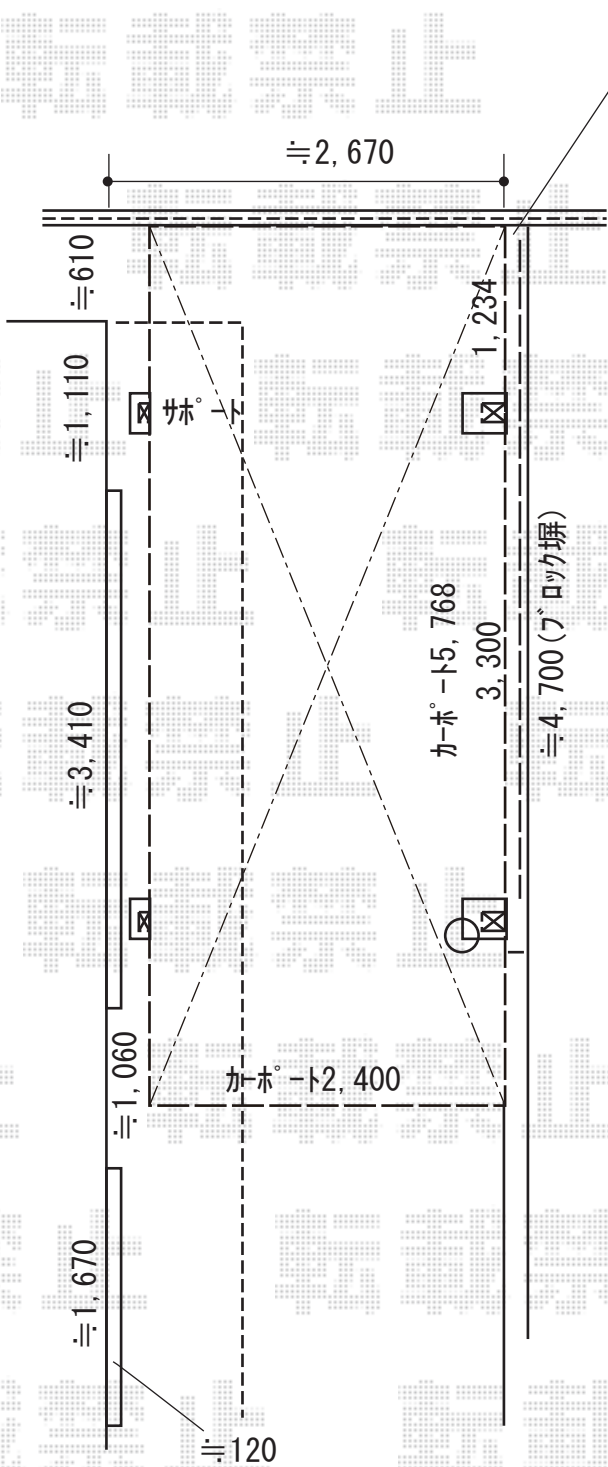 ≒2,670
≒610
1,234
≒1,110
サポート
カーポート5,768
3,300
≒4,700(ブロック塀)
≒3,410
≒1,060
カーポート2,400
≒1,670
≒120
転載禁止